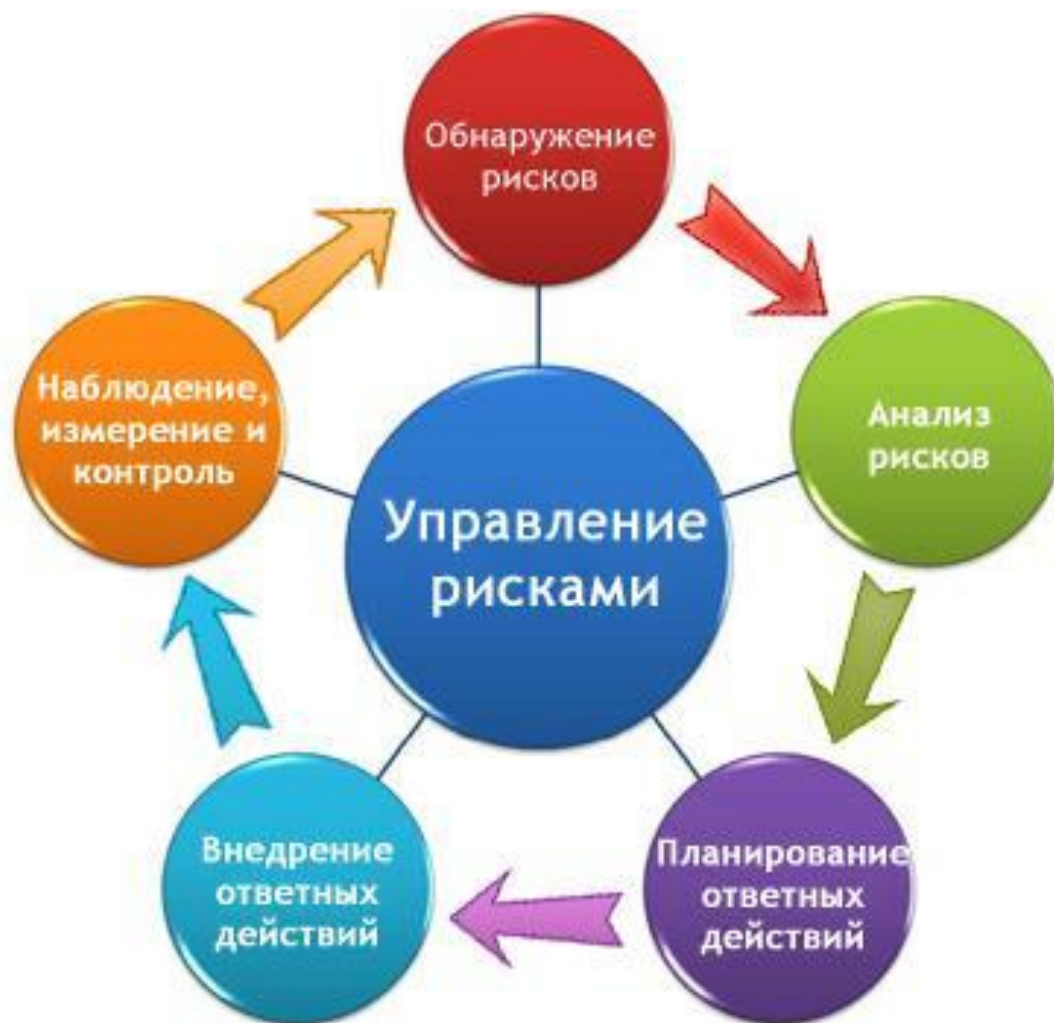 Обнаружение
рисков
Анализ
рисков
Планирование
ответных
действий
Внедрение
ответных
действий
Наблюдение,
измерение и
контроль
Управление
рисками